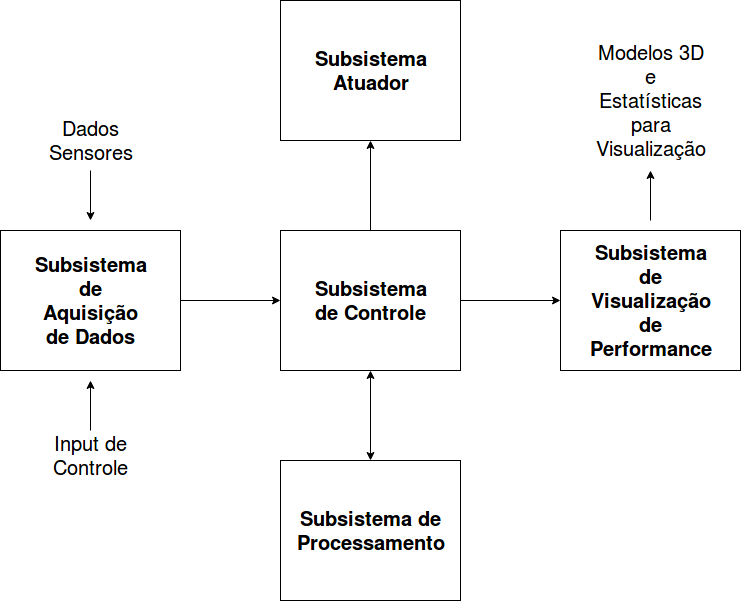 Subsistema
Atuador
Modelos 3D
e
Estatísticas
para
Visualização
Dados
Sensores
Subsistema
de
Aquisição
de Dados
Subsistema
de Controle
Subsistema
de
Visualização
de
Performance
Input de
Controle
Subsistema de
Processamento